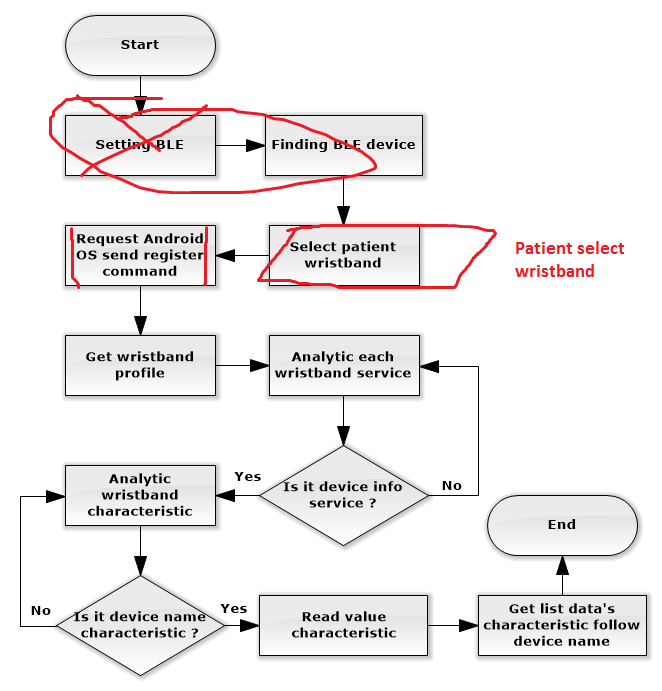 Start
Setting BLE
Finding BLE device
Select patient
wristband
Patient select
wristband
Request Android
OS send register
command
Get wristband
profile
Analytic each
wristband service
Is it device info
service ?
Yes
No
Analytic
wristband
characteristic
Is it device name
characteristic ?
No
Yes
Read value
characteristic
Get list data's
characteristic follow
device name
End